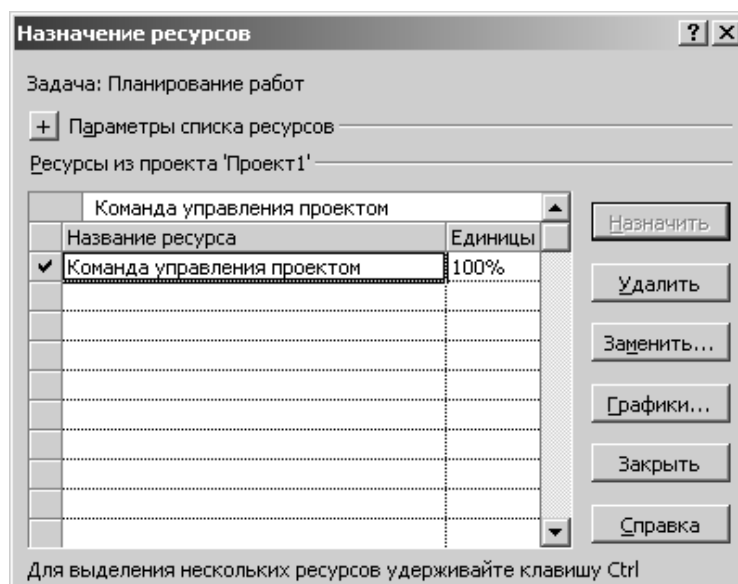 Назначение ресурсов
Задача: Планирование работ
+ Параметры списка ресурсов
Ресурсы из проекта 'Проект1'
Команда управления проектом
Название ресурса Единицы
Команда управления проектом 100%
Назначить
Удалить
Заменить...
Графики...
Закрыть
Справка
Для выделения нескольких ресурсов удерживайте клавишу Ctrl